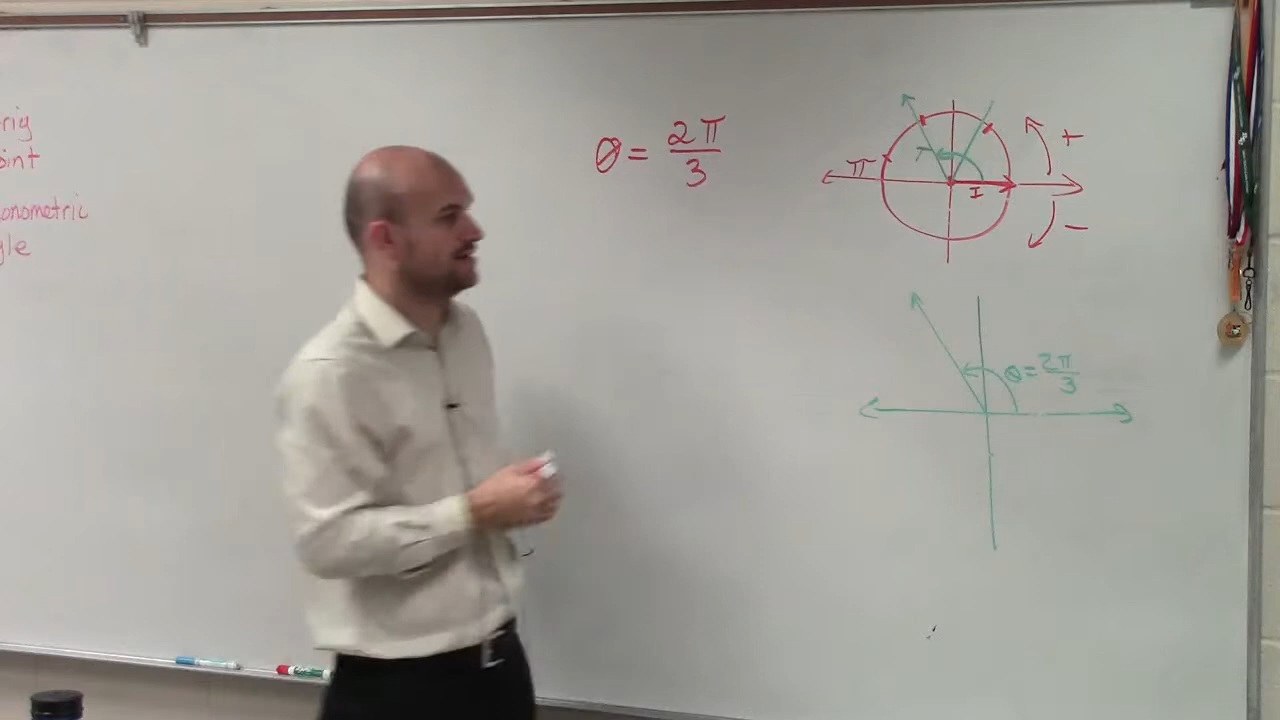 rig
oint
onometric
gle
θ = 2π/3
π
T
I
+
−
θ = 2π/3